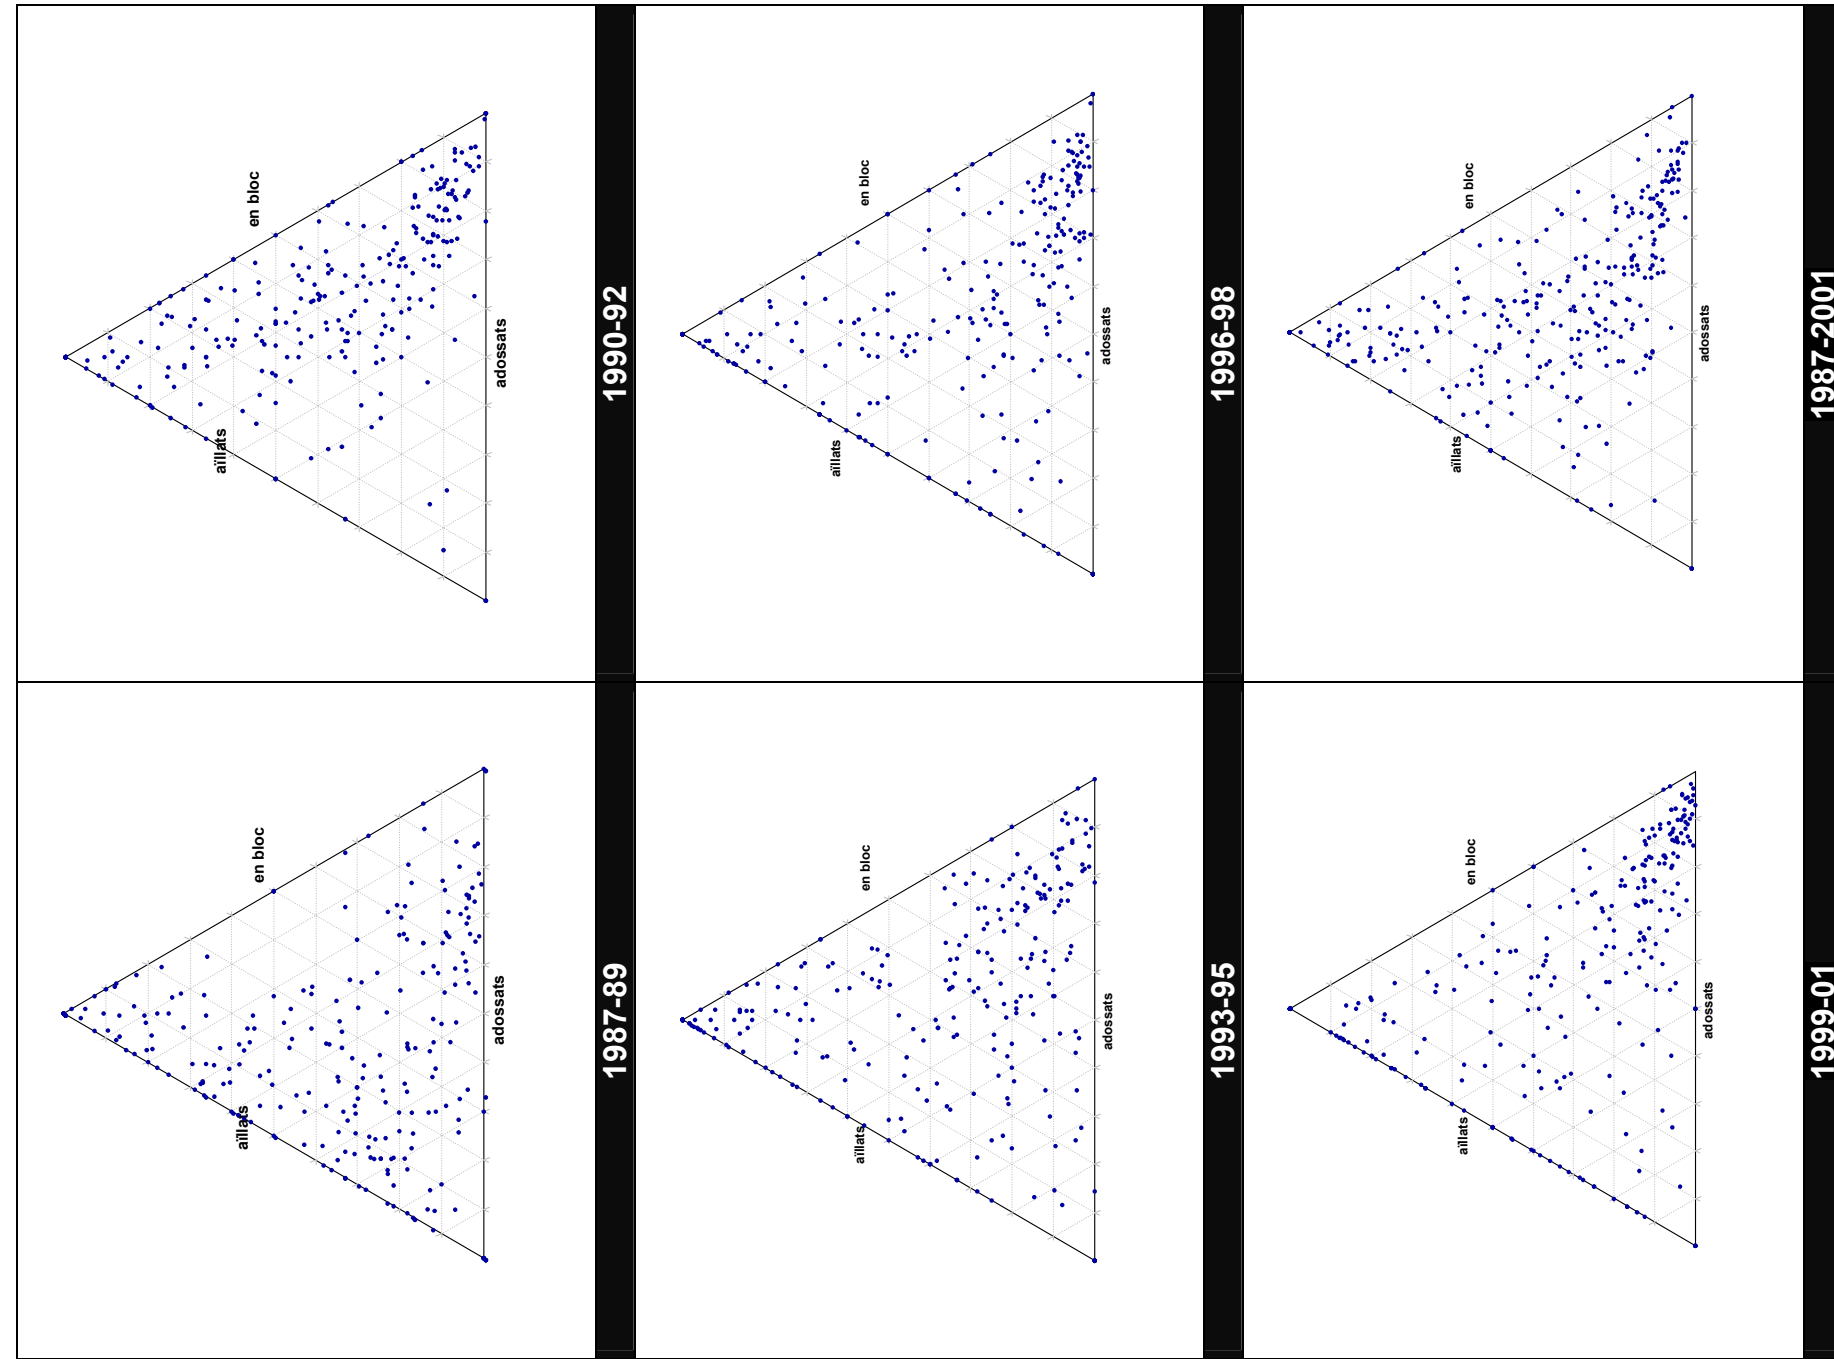 aïllats
en bloc
adossats
1987-89
aïllats
en bloc
adossats
1990-92
aïllats
en bloc
adossats
1993-95
aïllats
en bloc
adossats
1996-98
aïllats
en bloc
adossats
1999-01
aïllats
en bloc
adossats
1987-2001